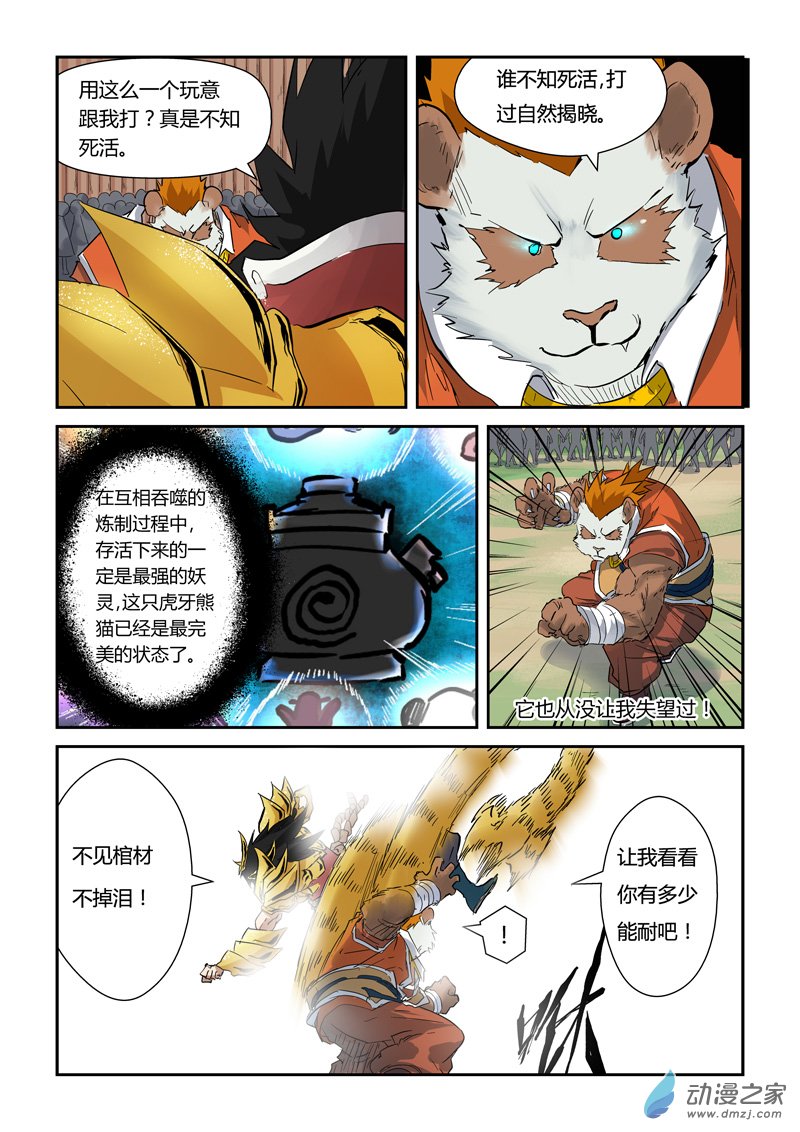 用这么一个玩意
跟我打？真是不知
死活。
谁不知死活，打
过自然揭晓。
在互相吞噬的
炼制过程中，
存活下来的一
定是最强的妖
灵，这只虎牙熊
猫已经是最完
美的状态了。
它也从没让我失望过！
不见棺材
不掉泪！
！
让我看看
你有多少
能耐吧！
动漫之家
www.dmzj.com